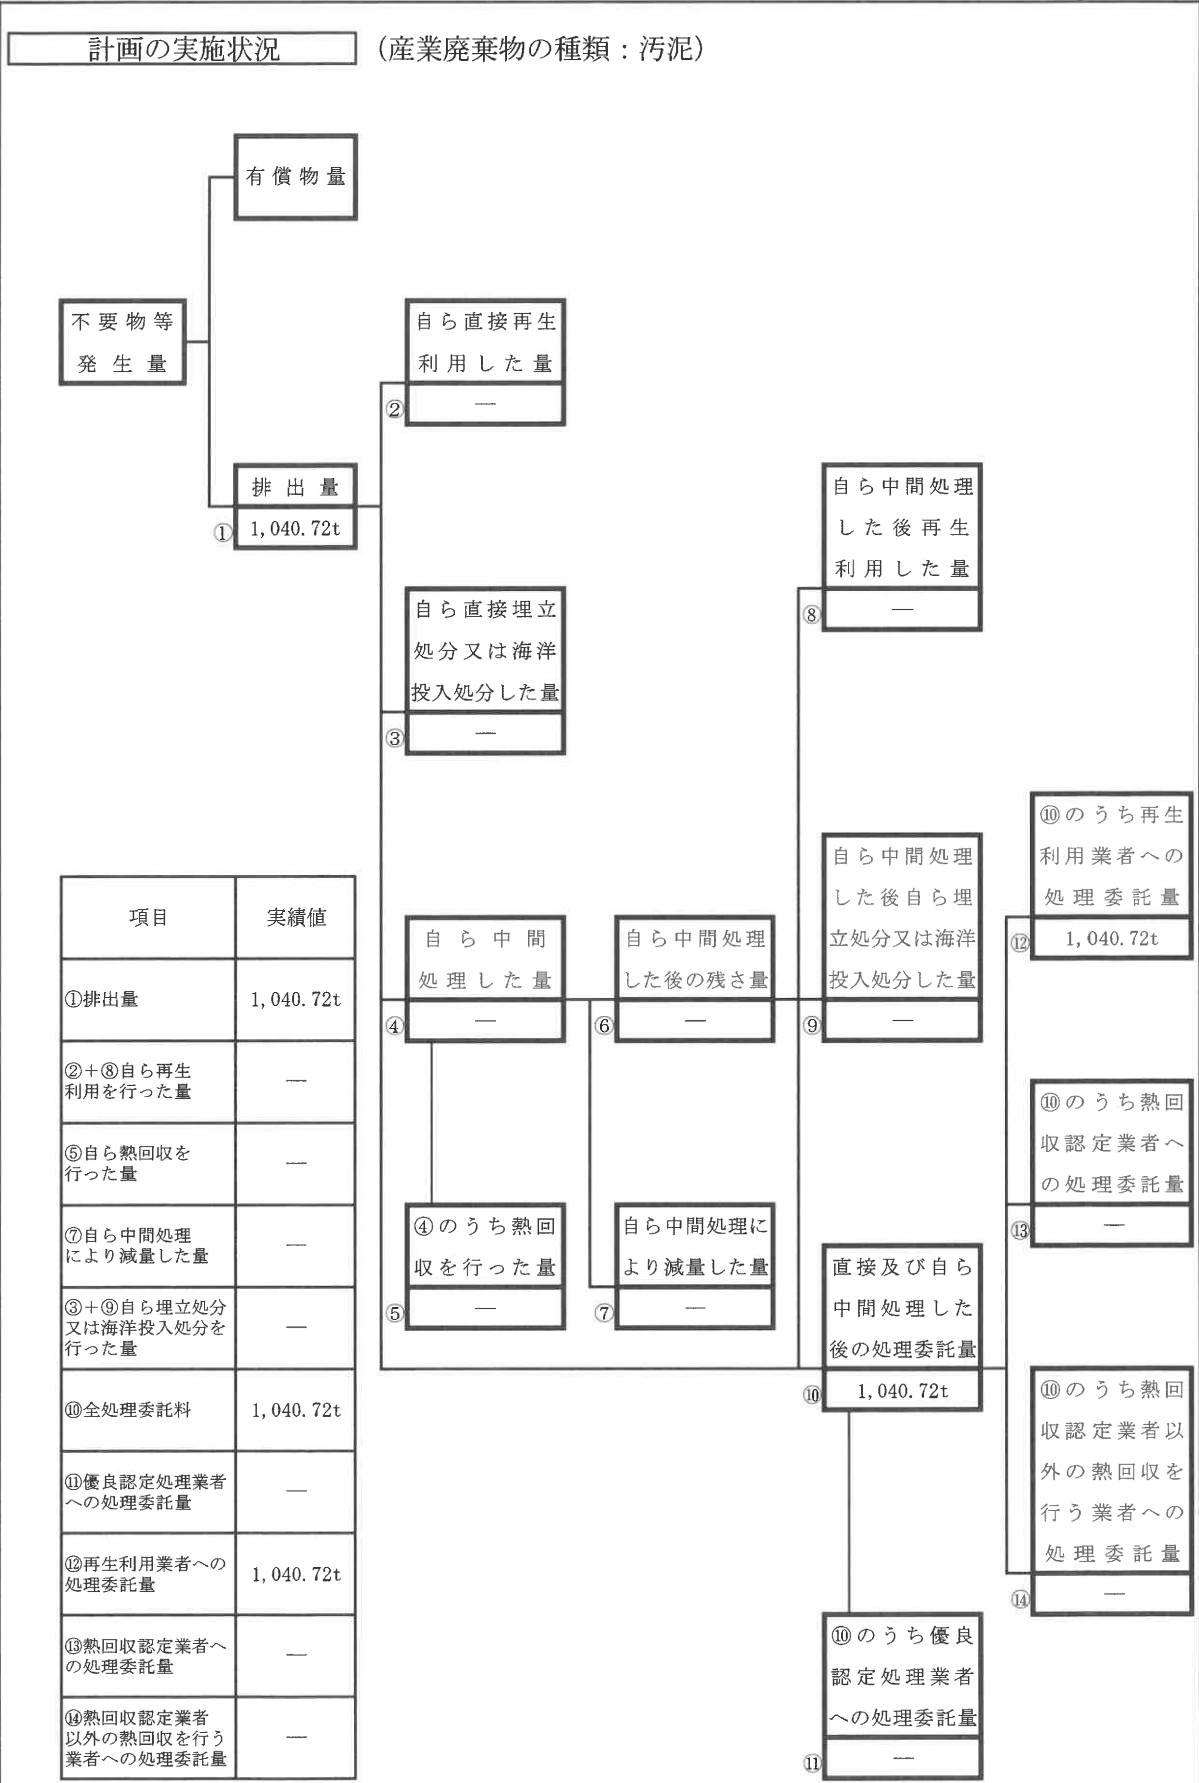 計画の実施状況 （産業廃棄物の種類：汚泥）
有償物量
不要物等
発生量
自ら直接再生
利用した量
② ―
排出量
① 1,040.72t
自ら中間処理
した後再生
利用した量
⑧ ―
自ら直接埋立
処分又は海洋
投入処分した量
③ ―
自ら中間
処理した量
④ ―
自ら中間処理
した後の残さ量
⑥ ―
自ら中間処理
した後自ら埋
立処分又は海洋
投入処分した量
⑨ ―
⑩のうち再生
利用業者への
処理委託量
⑫ 1,040.72t
⑩のうち熱回
収認定業者へ
の処理委託量
⑬ ―
④のうち熱回
収を行った量
⑤ ―
自ら中間処理に
より減量した量
⑦ ―
直接及び自ら
中間処理した
後の処理委託量
⑩ 1,040.72t
⑩のうち熱回
収認定業者以
外の熱回収を
行う業者への
処理委託量
⑭ ―
⑩のうち優良
認定処理業者
への処理委託量
⑪ ―
項目 実績値
①排出量 1,040.72t
②＋⑧自ら再生
利用を行った量 ―
⑤自ら熱回収を
行った量 ―
⑦自ら中間処理
により減量した量 ―
③＋⑨自ら埋立処分
又は海洋投入処分を
行った量 ―
⑩全処理委託料 1,040.72t
⑪優良認定処理業者
への処理委託量 ―
⑫再生利用業者への
処理委託量 1,040.72t
⑬熱回収認定業者へ
の処理委託量 ―
⑭熱回収認定業者
以外の熱回収を行う
業者への処理委託量 ―